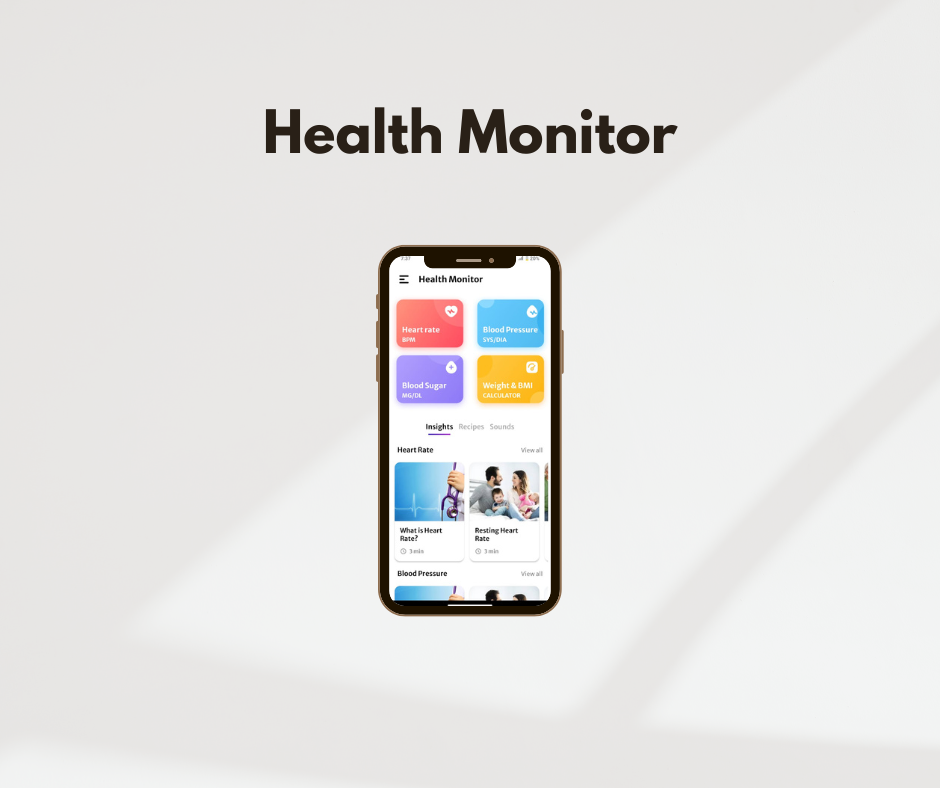 Health Monitor
Health Monitor
Heart rate
BPM
Blood Pressure
SYS/DIA
Blood Sugar
MG/DL
Weight & BMI
CALCULATOR
Insights Recipes Sounds
Heart Rate View all
What is Heart
Rate?
3 min
Resting Heart
Rate
3 min
Blood Pressure View all